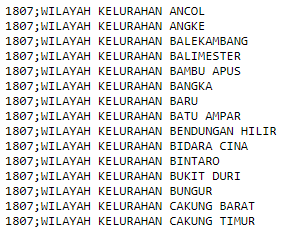 1807;WILAYAH KELURAHAN ANCOL
1807;WILAYAH KELURAHAN ANGKE
1807;WILAYAH KELURAHAN BALEKAMBANG
1807;WILAYAH KELURAHAN BALIMESTER
1807;WILAYAH KELURAHAN BAMBU APUS
1807;WILAYAH KELURAHAN BANGKA
1807;WILAYAH KELURAHAN BARU
1807;WILAYAH KELURAHAN BATU AMPAR
1807;WILAYAH KELURAHAN BENDUNGAN HILIR
1807;WILAYAH KELURAHAN BIDARA CINA
1807;WILAYAH KELURAHAN BINTARO
1807;WILAYAH KELURAHAN BUKIT DURI
1807;WILAYAH KELURAHAN BUNGUR
1807;WILAYAH KELURAHAN CAKUNG BARAT
1807;WILAYAH KELURAHAN CAKUNG TIMUR